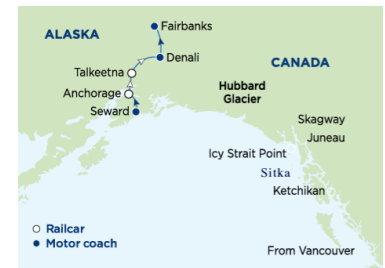 Fairbanks
ALASKA
Denali
CANADA
Talkeetna
Hubbard
Glacier
Anchorage
Seward
Skagway
Juneau
Icy Strait Point
Sitka
Ketchikan
Railcar
Motor coach
From Vancouver